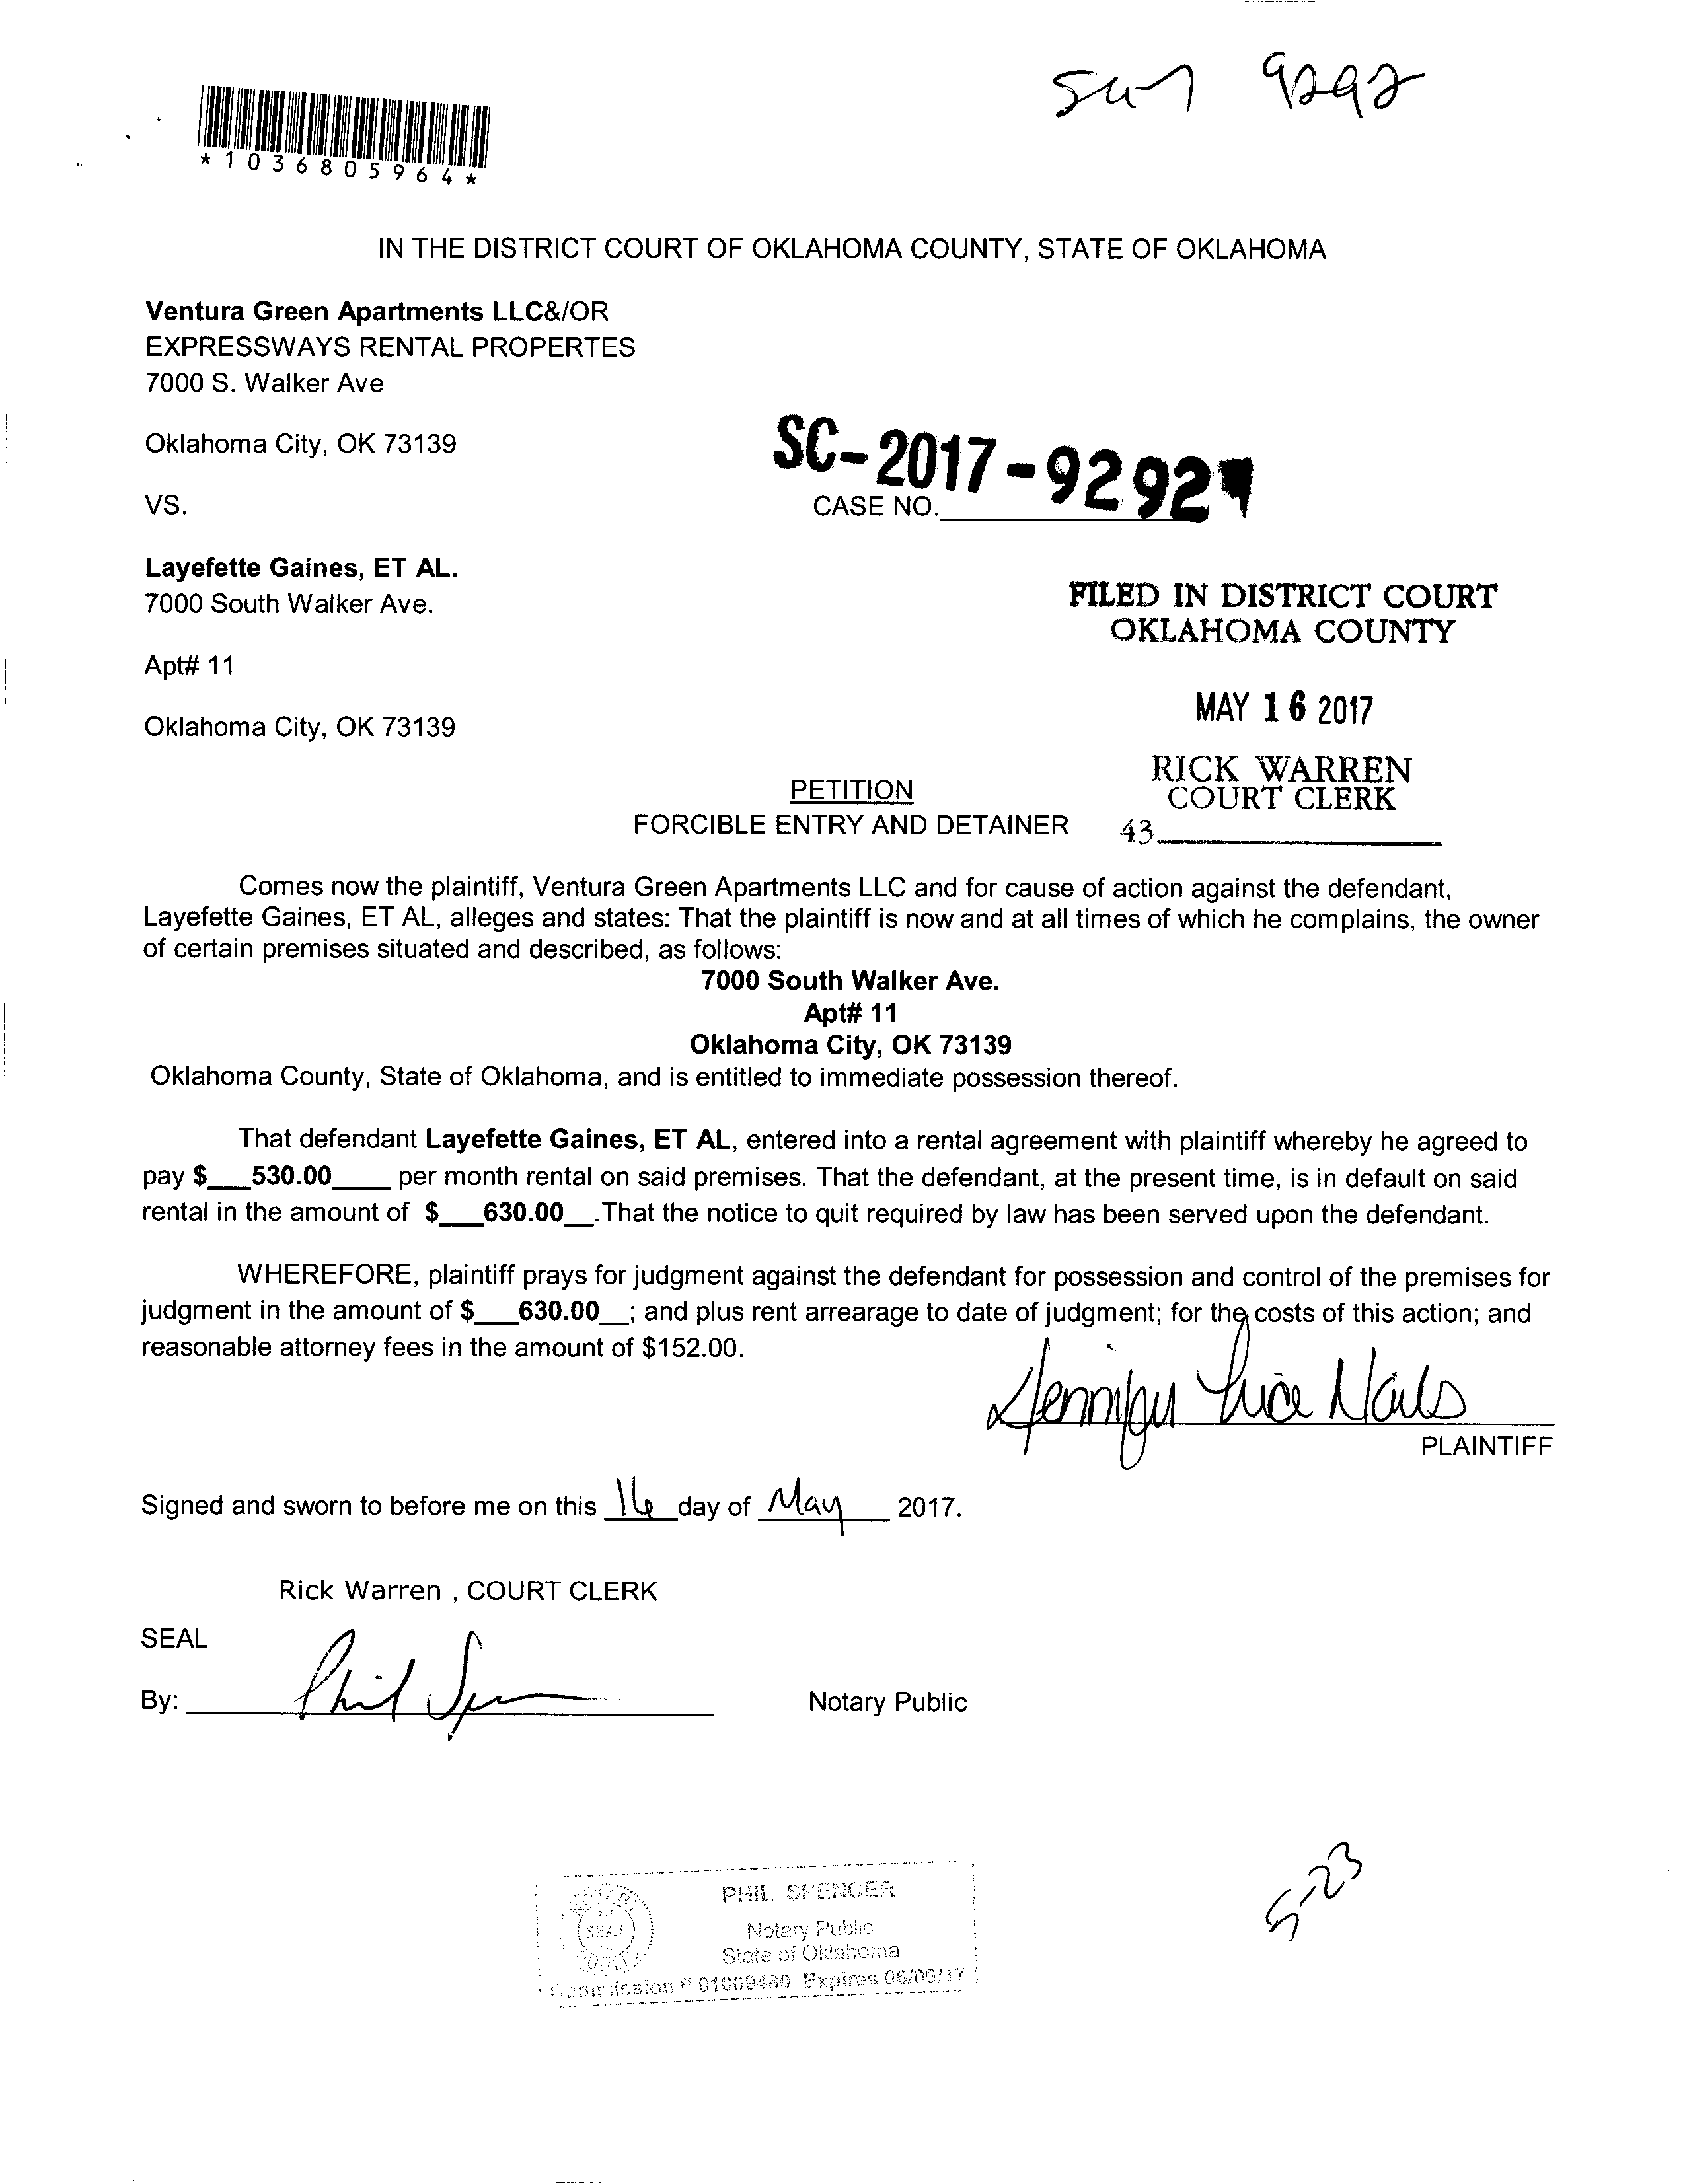 9292
*1036805964*
IN THE DISTRICT COURT OF OKLAHOMA COUNTY, STATE OF OKLAHOMA
Ventura Green Apartments LLC&/OR
EXPRESSWAYS RENTAL PROPERTES
7000 S. Walker Ave
Oklahoma City, OK 73139
SC-2017-9292
VS.
CASE NO.
Layefette Gaines, ET AL.
7000 South Walker Ave.
FILED IN DISTRICT COURT
OKLAHOMA COUNTY
Apt# 11
MAY 16 2017
Oklahoma City, OK 73139
RICK WARREN
COURT CLERK
PETITION
FORCIBLE ENTRY AND DETAINER
43
Comes now the plaintiff, Ventura Green Apartments LLC and for cause of action against the defendant,
Layefette Gaines, ET AL, alleges and states: That the plaintiff is now and at all times of which he complains, the owner
of certain premises situated and described, as follows:
7000 South Walker Ave.
Apt# 11
Oklahoma City, OK 73139
Oklahoma County, State of Oklahoma, and is entitled to immediate possession thereof.
That defendant Layefette Gaines, ET AL, entered into a rental agreement with plaintiff whereby he agreed to
pay $___530.00____ per month rental on said premises. That the defendant, at the present time, is in default on said
rental in the amount of $___630.00__.That the notice to quit required by law has been served upon the defendant.
WHEREFORE, plaintiff prays for judgment against the defendant for possession and control of the premises for
judgment in the amount of $___630.00__; and plus rent arrearage to date of judgment; for the costs of this action; and
reasonable attorney fees in the amount of $152.00.
PLAINTIFF
Signed and sworn to before me on this 16 day of May 2017.
Rick Warren , COURT CLERK
SEAL
By: Phil Notary Public
PHIL SPENCER
NOTARY
SEAL
Notary Public
State of Oklahoma
Commission # 01009480 Expires 06/06/17
5-23